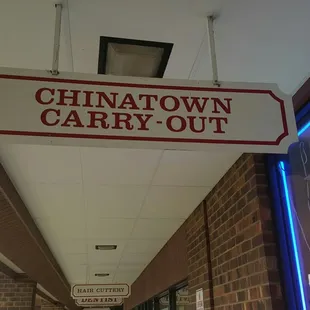 CHINATOWN
CARRY-OUT
HAIR CUTTERY
DENTIST